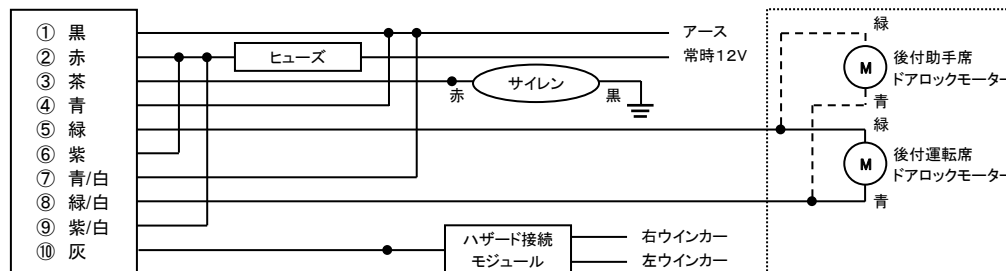 ① 黒
② 赤
③ 茶
④ 青
⑤ 緑
⑥ 紫
⑦ 青/白
⑧ 緑/白
⑨ 紫/白
⑩ 灰
ヒューズ
アース
常時12V
赤
サイレン
黒
ハザード接続
モジュール
右ウインカー
左ウインカー
緑
M
後付助手席
ドアロックモーター
青
緑
M
後付運転席
ドアロックモーター
青